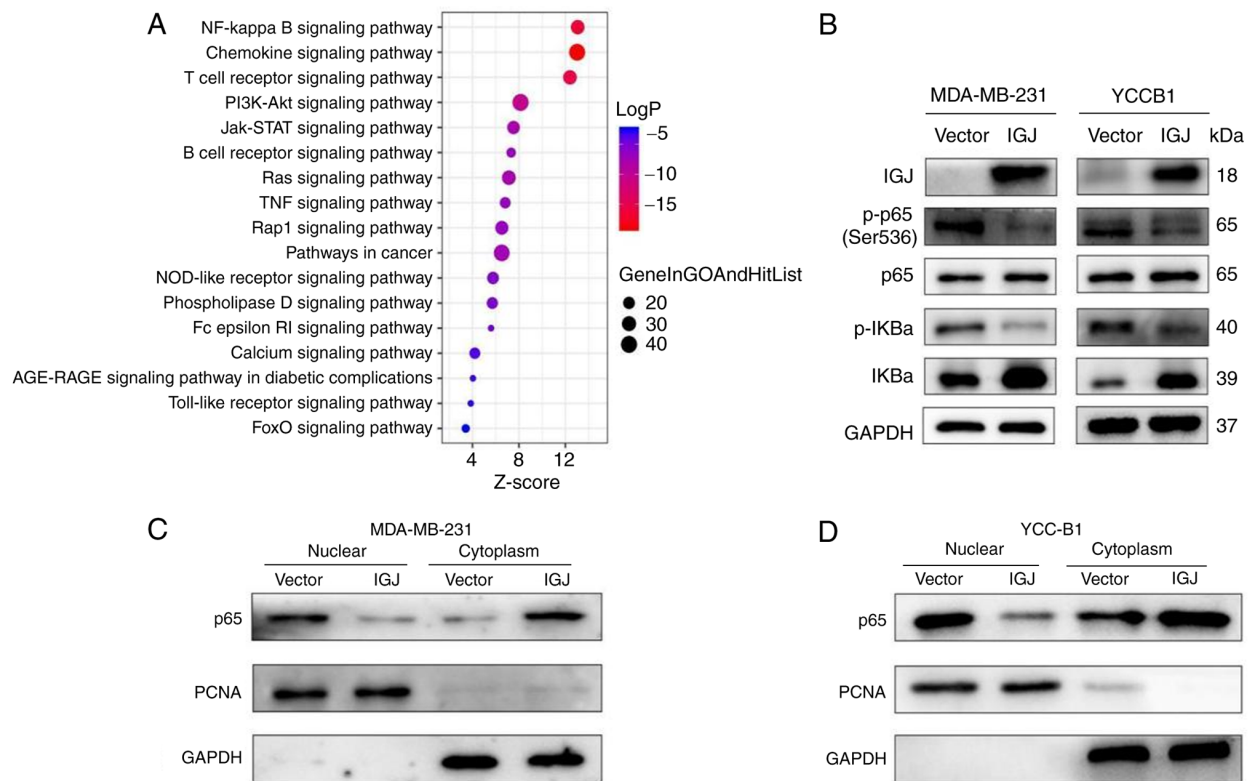 A
NF-kappa B signaling pathway
Chemokine signaling pathway
T cell receptor signaling pathway
PI3K-Akt signaling pathway
Jak-STAT signaling pathway
B cell receptor signaling pathway
Ras signaling pathway
TNF signaling pathway
Rap1 signaling pathway
Pathways in cancer
NOD-like receptor signaling pathway
Phospholipase D signaling pathway
Fc epsilon RI signaling pathway
Calcium signaling pathway
AGE-RAGE signaling pathway in diabetic complications
Toll-like receptor signaling pathway
FoxO signaling pathway
4 8 12
Z-score
LogP
−5
−10
−15
GeneInGOAndHitList
20
30
40
B
MDA-MB-231 YCCB1
Vector IGJ Vector IGJ kDa
IGJ 18
p-p65
(Ser536) 65
p65 65
p-IKBa 40
IKBa 39
GAPDH 37
C
MDA-MB-231
Nuclear Cytoplasm
Vector IGJ Vector IGJ
p65
PCNA
GAPDH
D
YCC-B1
Nuclear Cytoplasm
Vector IGJ Vector IGJ
p65
PCNA
GAPDH